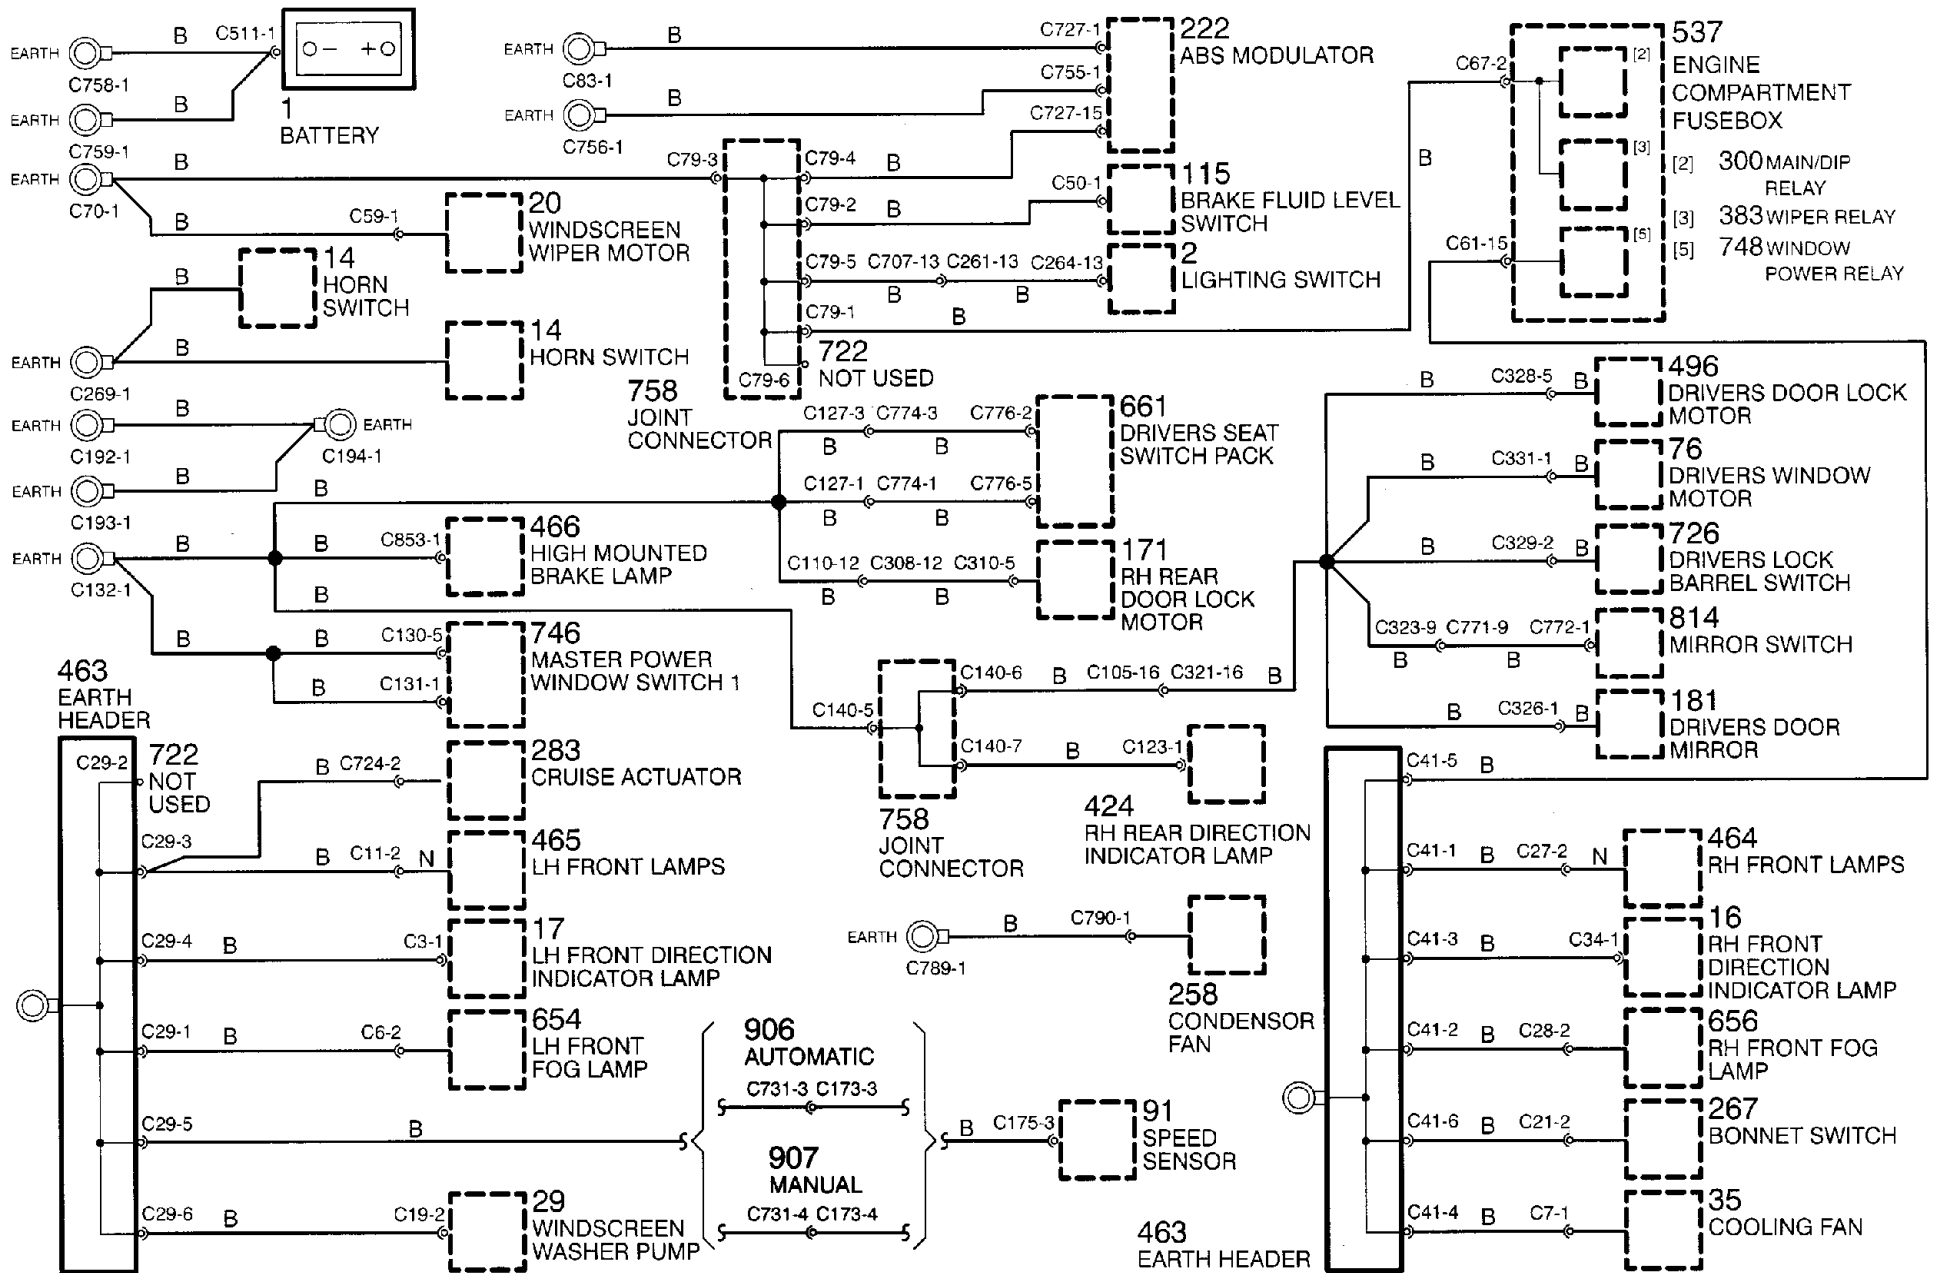 EARTH
B
C511-1
- +
C758-1
1
BATTERY
EARTH
B
C759-1
EARTH
B
C83-1
EARTH
B
C756-1
C727-1
C755-1
C727-15
222
ABS MODULATOR
EARTH
B
C70-1
B
C59-1
20
WINDSCREEN
WIPER MOTOR
C79-3
C79-4
B
C79-2
B
C50-1
115
BRAKE FLUID LEVEL
SWITCH
C79-5
C707-13
C261-13
C264-13
B
B
2
LIGHTING SWITCH
C79-1
B
C79-6
722
NOT USED
758
JOINT
CONNECTOR
C67-2
B
C61-15
[2]
[3]
[5]
537
ENGINE
COMPARTMENT
FUSEBOX
[2] 300 MAIN/DIP
RELAY
[3] 383 WIPER RELAY
[5] 748 WINDOW
POWER RELAY
B
14
HORN
SWITCH
EARTH
B
C269-1
14
HORN SWITCH
EARTH
B
C192-1
EARTH
C194-1
EARTH
B
C193-1
EARTH
B
C132-1
B
B
C853-1
466
HIGH MOUNTED
BRAKE LAMP
B
B
B
C130-5
B
C131-1
746
MASTER POWER
WINDOW SWITCH 1
C127-3
C774-3
C776-2
B
B
C127-1
C774-1
C776-5
B
B
661
DRIVERS SEAT
SWITCH PACK
C110-12
C308-12
C310-5
B
B
171
RH REAR
DOOR LOCK
MOTOR
C140-5
C140-6
B
C105-16
C321-16
B
C140-7
B
C123-1
758
JOINT
CONNECTOR
424
RH REAR DIRECTION
INDICATOR LAMP
B
C328-5
B
496
DRIVERS DOOR LOCK
MOTOR
B
C331-1
B
76
DRIVERS WINDOW
MOTOR
B
C329-2
B
726
DRIVERS LOCK
BARREL SWITCH
C323-9
C771-9
C772-1
B
B
814
MIRROR SWITCH
B
C326-1
B
181
DRIVERS DOOR
MIRROR
463
EARTH
HEADER
C29-2
722
NOT
USED
C29-3
B
C724-2
283
CRUISE ACTUATOR
B
C11-2
N
465
LH FRONT LAMPS
C29-4
B
C3-1
17
LH FRONT DIRECTION
INDICATOR LAMP
C29-1
B
C6-2
654
LH FRONT
FOG LAMP
C29-5
B
906
AUTOMATIC
C731-3
C173-3
907
MANUAL
C731-4
C173-4
B
C175-3
91
SPEED
SENSOR
C29-6
B
C19-2
29
WINDSCREEN
WASHER PUMP
EARTH
B
C790-1
C789-1
258
CONDENSOR
FAN
463
EARTH HEADER
C41-5
B
C41-1
B
C27-2
N
464
RH FRONT LAMPS
C41-3
B
C34-1
16
RH FRONT
DIRECTION
INDICATOR LAMP
C41-2
B
C28-2
656
RH FRONT FOG
LAMP
C41-6
B
C21-2
267
BONNET SWITCH
C41-4
B
C7-1
35
COOLING FAN